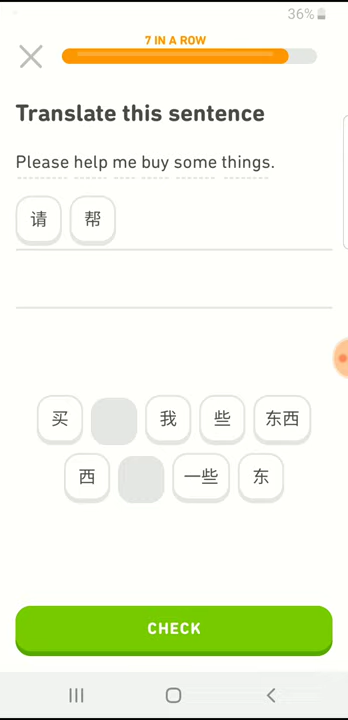 36%
7 IN A ROW
Translate this sentence
Please help me buy some things.
请 帮
买 我 些 东西
西 一些 东
CHECK